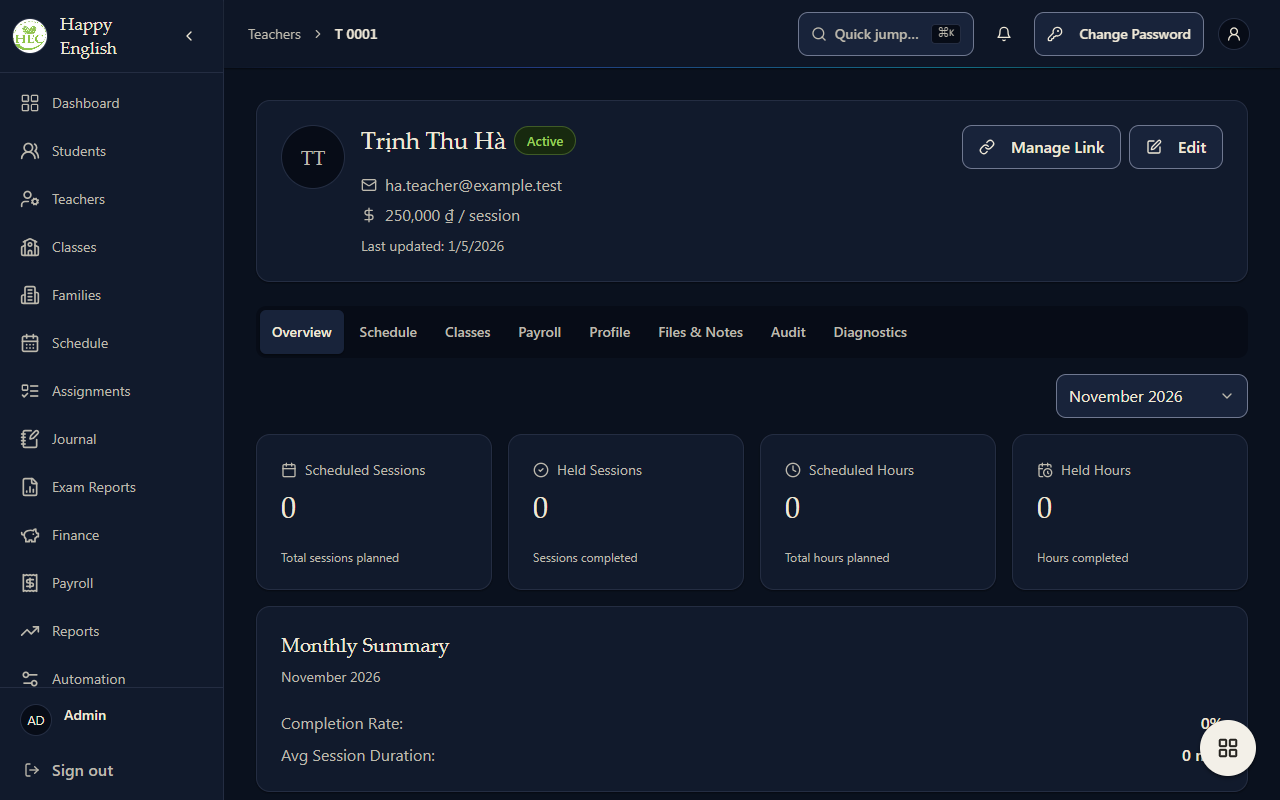 HEC
Happy
English
Teachers
T 0001
Quick jump...
⌘K
Change Password
Dashboard
Students
Teachers
Classes
Families
Schedule
Assignments
Journal
Exam Reports
Finance
Payroll
Reports
Automation
AD
Admin
Sign out
TT
Trịnh Thu Hà
Active
ha.teacher@example.test
250,000 ₫ / session
Last updated: 1/5/2026
Manage Link
Edit
Overview
Schedule
Classes
Payroll
Profile
Files & Notes
Audit
Diagnostics
November 2026
Scheduled Sessions
0
Total sessions planned
Held Sessions
0
Sessions completed
Scheduled Hours
0
Total hours planned
Held Hours
0
Hours completed
Monthly Summary
November 2026
Completion Rate:
0%
Avg Session Duration:
0